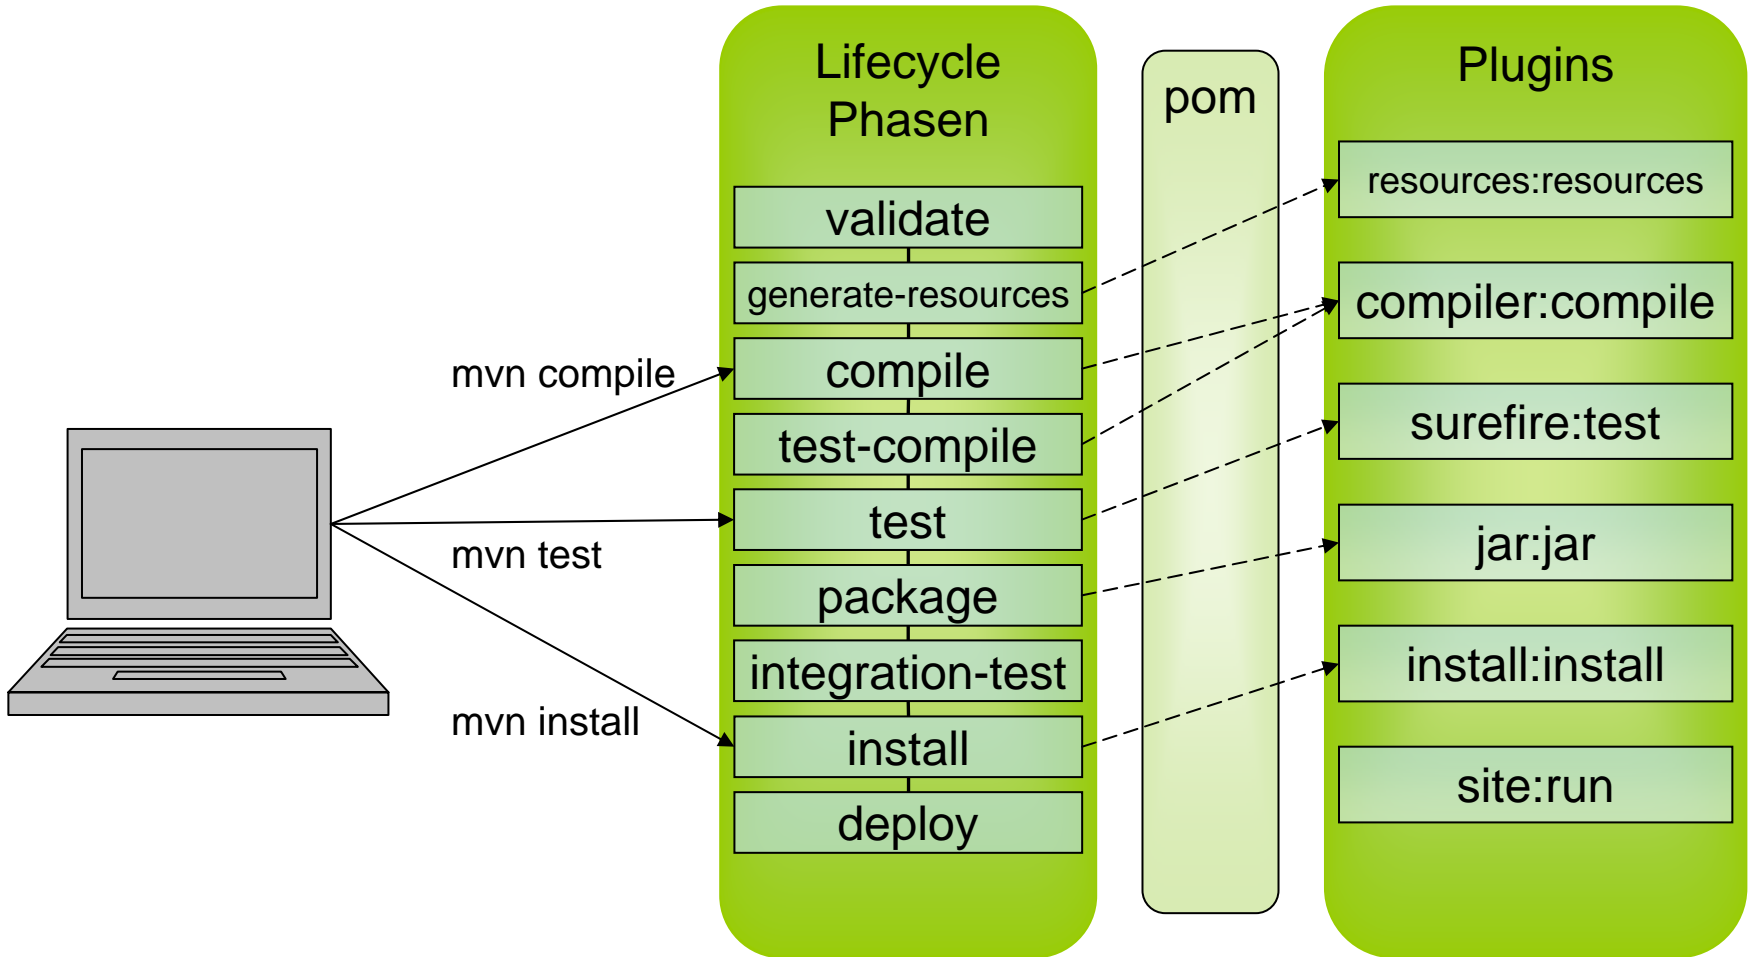 mvn compile
mvn test
mvn install
Lifecycle
Phasen
validate
generate-resources
compile
test-compile
test
package
integration-test
install
deploy
pom
Plugins
resources:resources
compiler:compile
surefire:test
jar:jar
install:install
site:run